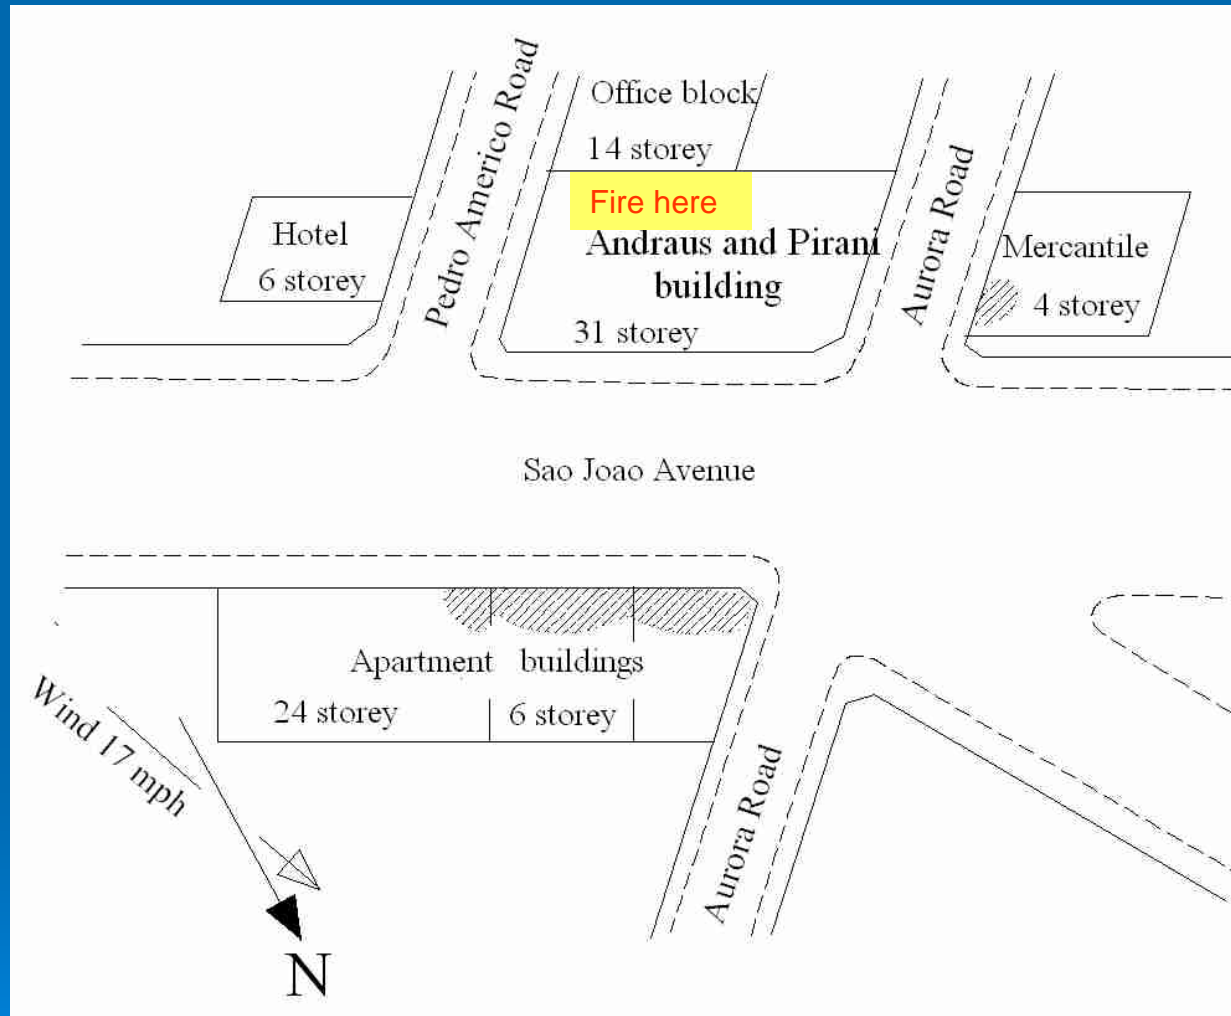 Office block
14 storey
Pedro Americo Road
Fire here
Aurora Road
Hotel
6 storey
Andraus and Pirani
building
31 storey
Mercantile
4 storey
Sao Joao Avenue
Apartment buildings
24 storey
6 storey
Wind 17 mph
Aurora Road
N